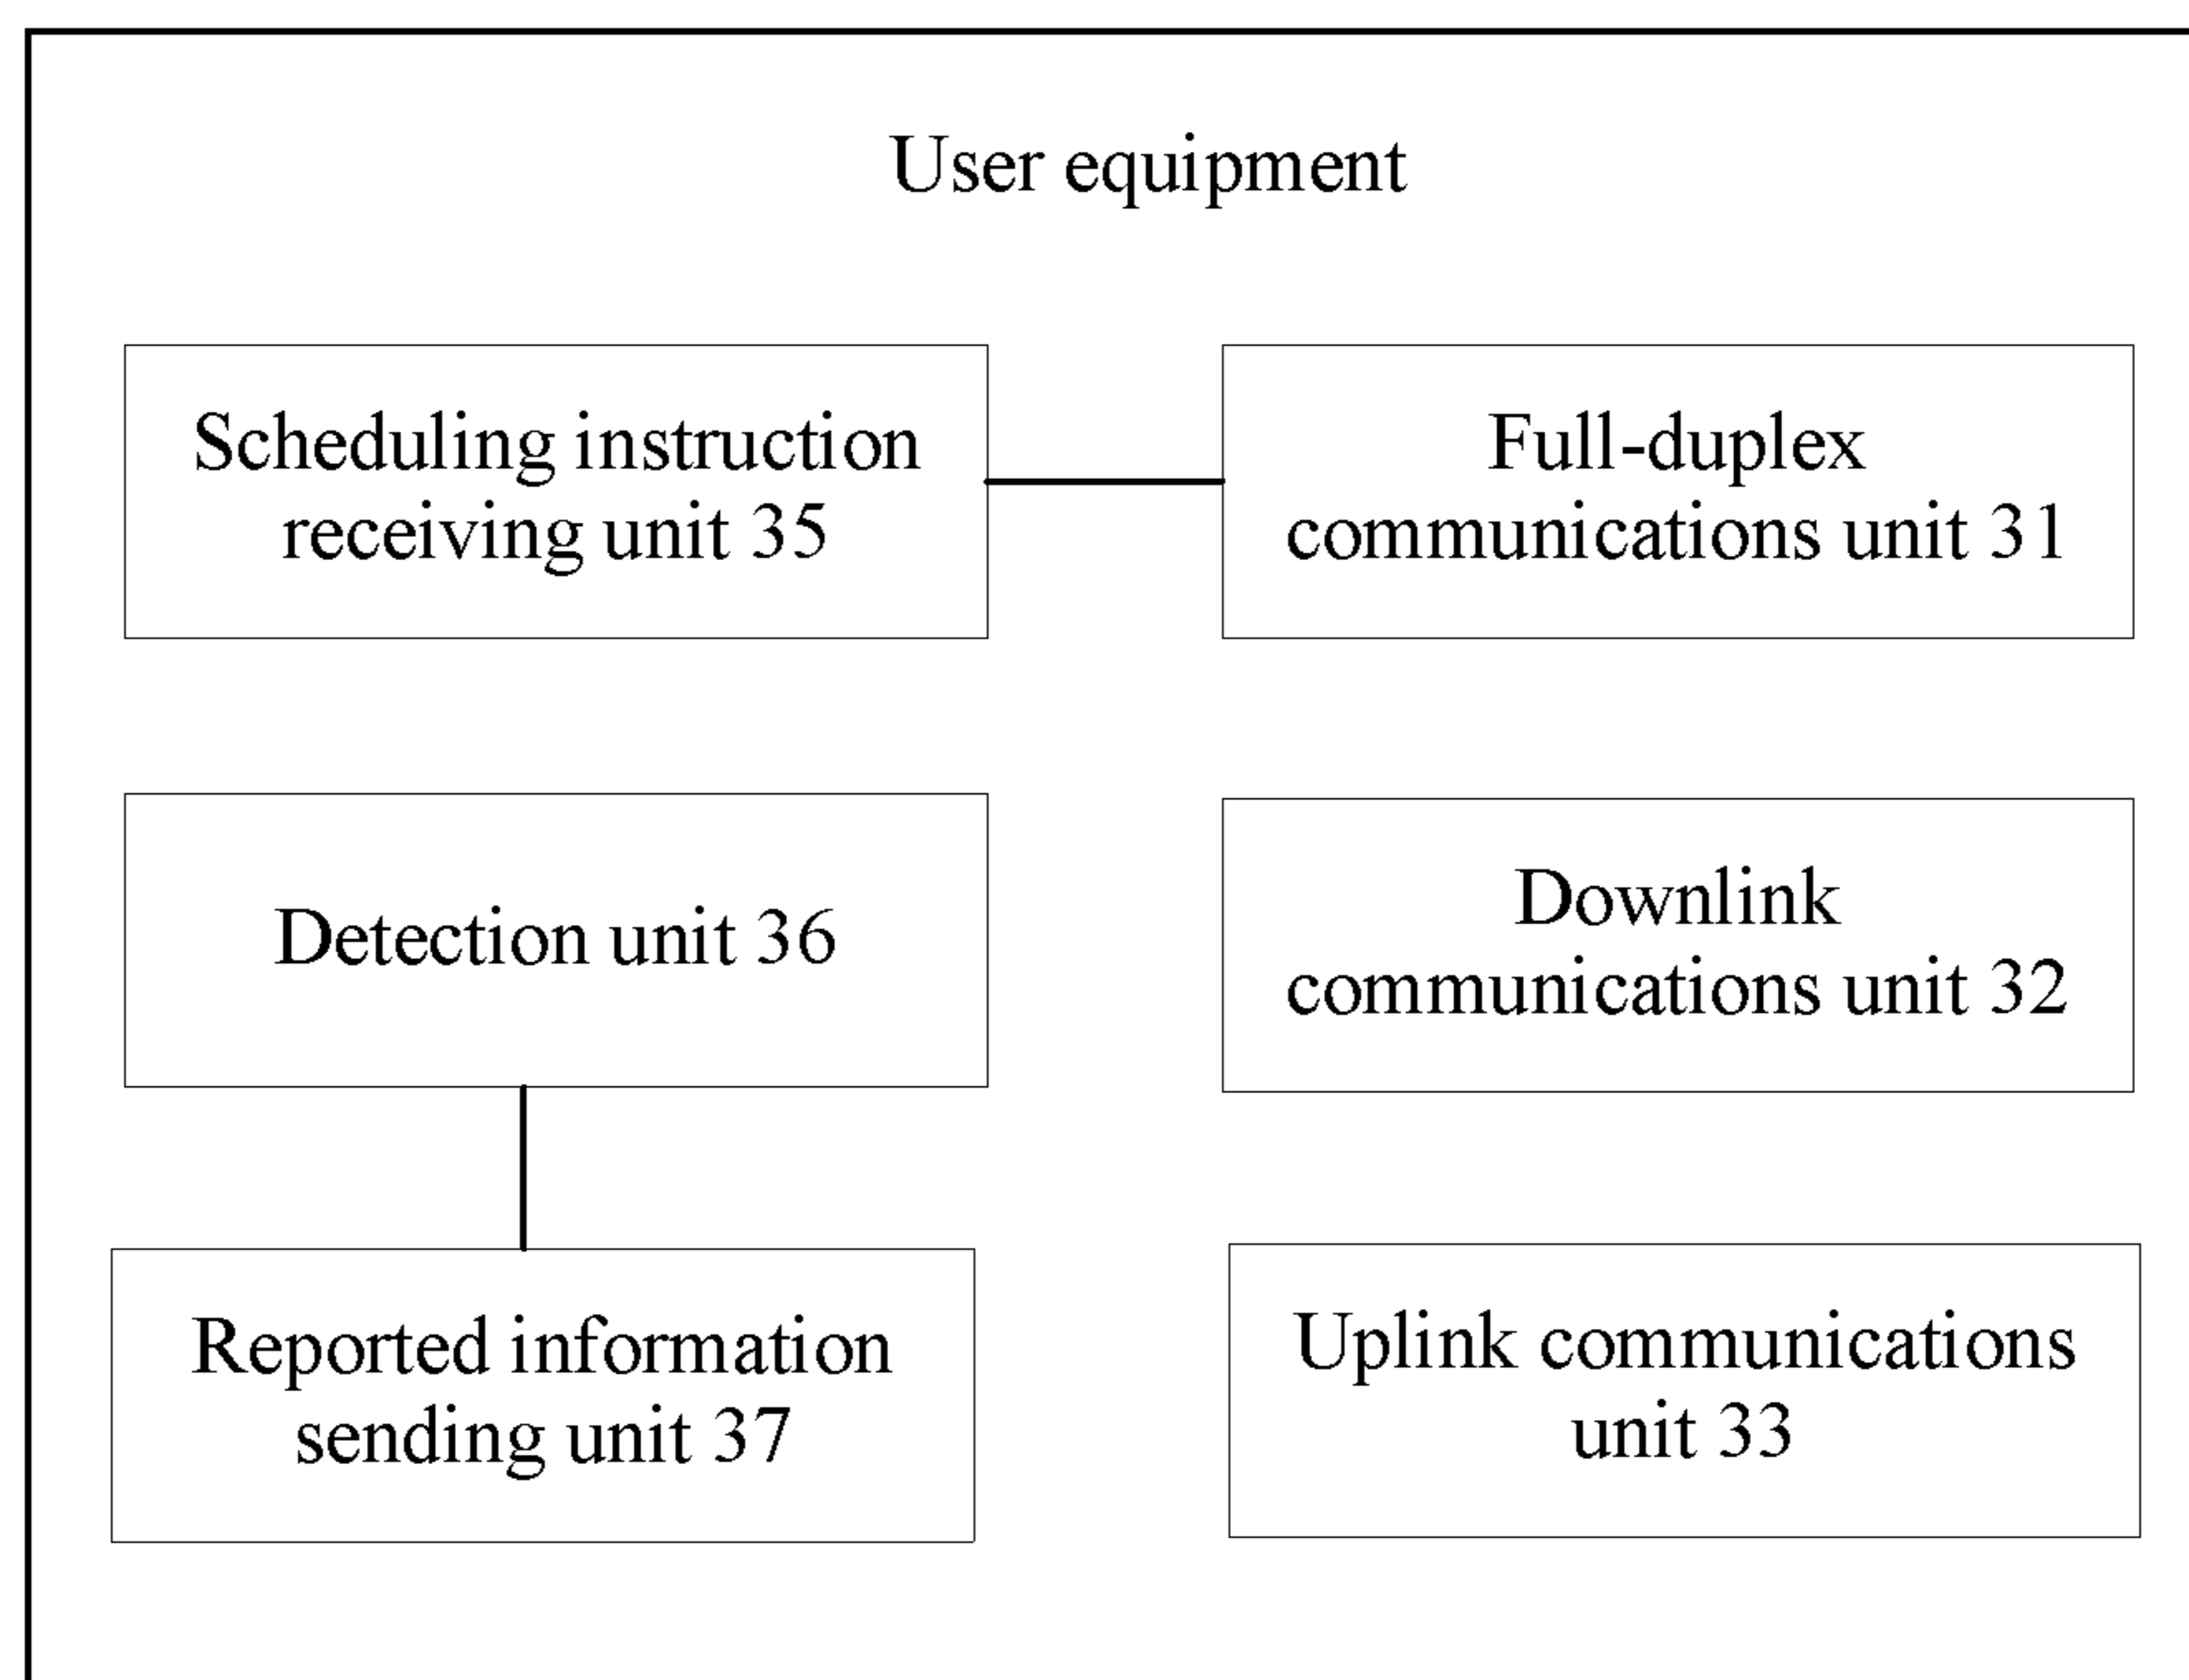 User equipment
Scheduling instruction
receiving unit 35
Full-duplex
communications unit 31
Detection unit 36
Downlink
communications unit 32
Reported information
sending unit 37
Uplink communications
unit 33